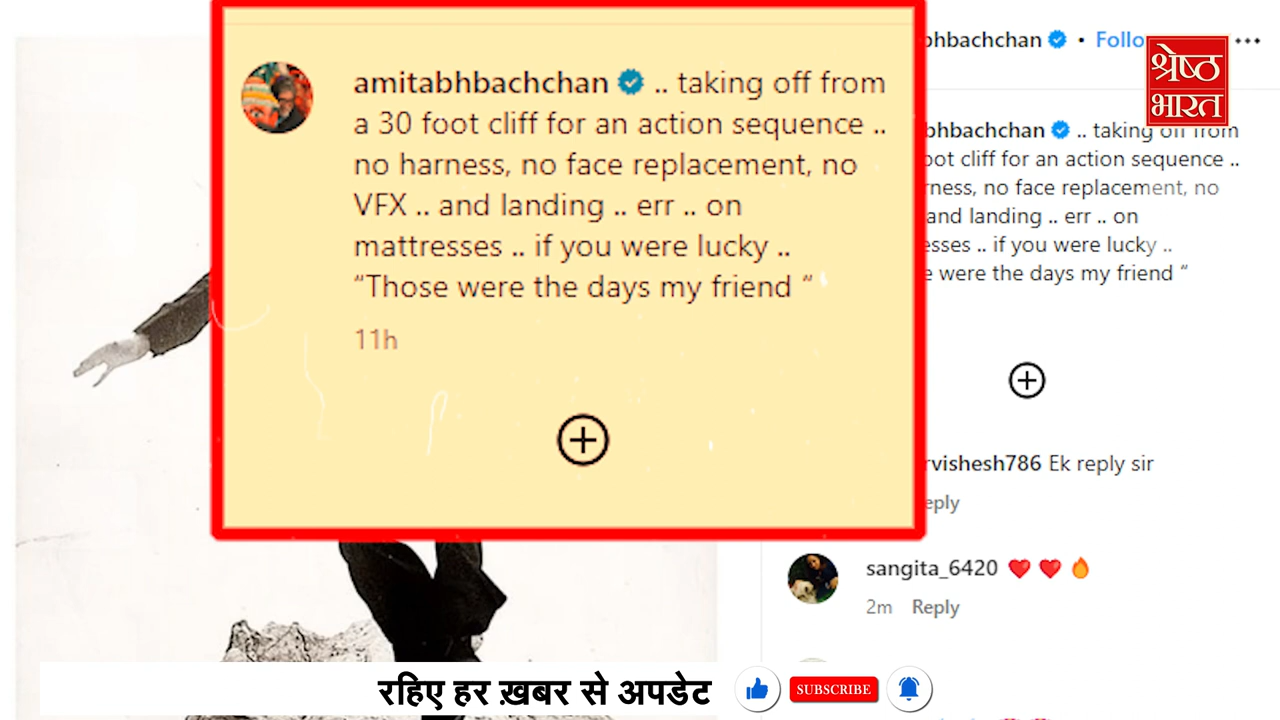 amitabhbachchan .. taking off from
a 30 foot cliff for an action sequence ..
no harness, no face replacement, no
VFX .. and landing .. err .. on
mattresses .. if you were lucky ..
“Those were the days my friend “
11h
bhbachchan • Follo
श्रेष्ठ
भारत
bhbachchan .. taking off from
oot cliff for an action sequence ..
rness, no face replacement, no
and landing .. err .. on
esses .. if you were lucky ..
e were the days my friend “
rvishesh786 Ek reply sir
eply
sangita_6420
2m Reply
रहिए हर ख़बर से अपडेट
SUBSCRIBE